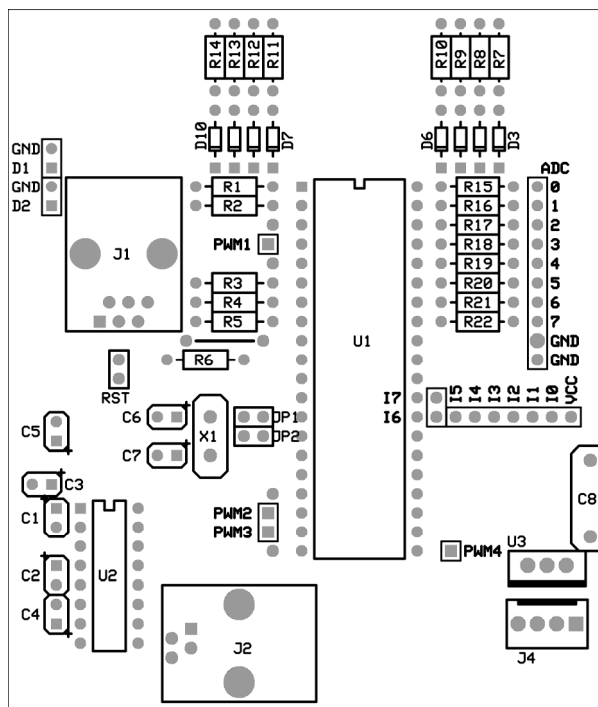 R14 R13 R12 R11
R10 R9 R8 R7
D10 D7
D6 D3
GND
D1
GND
D2
ADC
R1
R2
R15
R16
R17
R18
R19
R20
R21
R22
0
1
2
3
4
5
6
7
GND
GND
PWM1
J1
R3
R4
R5
R6
U1
RST
I7
I6
I5 I4 I3 I2 I1 I0 VCC
C6
C7
X1
JP1
JP2
C5
C3
C1
C2
C4
U2
PWM2
PWM3
PWM4
C8
U3
J2
J4